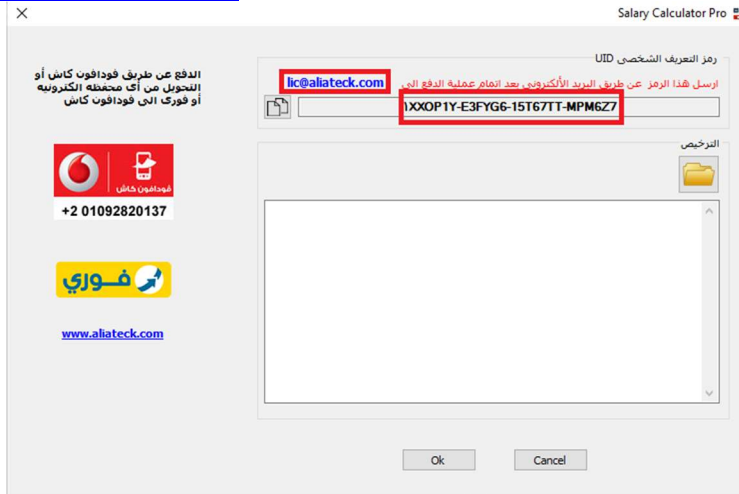 Salary Calculator Pro
رمز التعريف الشخصى UID
ارسل هذا الرمز عن طريق البريد الألكترونى بعد اتمام عملية الدفع الى lic@aliateck.com
XXOP1Y-E3FYG6-15T67TT-MPM6Z7
الترخيص
الدفع عن طريق فودافون كاش أو
التحويل من أى محفظه الكترونيه
أو فورى الى فودافون كاش
فودافون كاش
+2 01092820137
فوري
www.aliateck.com
Ok
Cancel